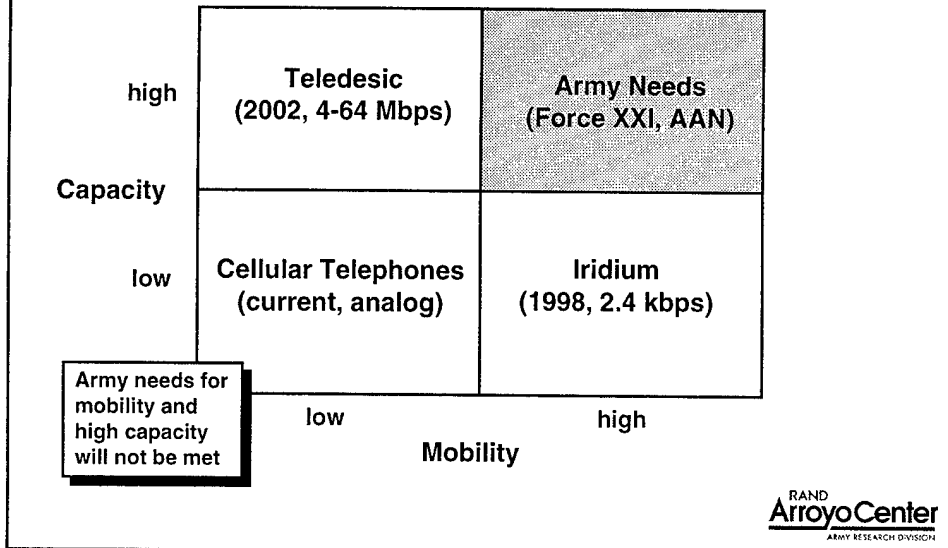 Teledesic
(2002, 4-64 Mbps)
Army Needs
(Force XXI, AAN)
high
Capacity
low
Cellular Telephones
(current, analog)
Iridium
(1998, 2.4 kbps)
Army needs for
mobility and
high capacity
will not be met
low
high
Mobility
RAND
Arroyo Center
ARMY RESEARCH DIVISION